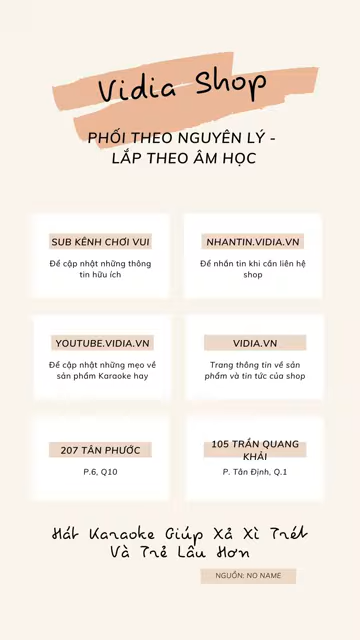 Vidia Shop
PHỐI THEO NGUYÊN LÝ -
LẮP THEO ÂM HỌC
SUB KÊNH CHƠI VUI
Để cập nhật những thông
tin hữu ích
NHANTIN.VIDIA.VN
Để nhắn tin khi cần liên hệ
shop
YOUTUBE.VIDIA.VN
Để cập nhật những mẹo về
sản phẩm Karaoke hay
VIDIA.VN
Trang thông tin về sản
phẩm và tin tức của shop
207 TÂN PHƯỚC
P.6, Q10
105 TRẦN QUANG
KHẢI
P. Tân Định, Q.1
Hát Karaoke Giúp Xả Xì Trét
Và Trẻ Lâu Hơn
NGUỒN: NO NAME